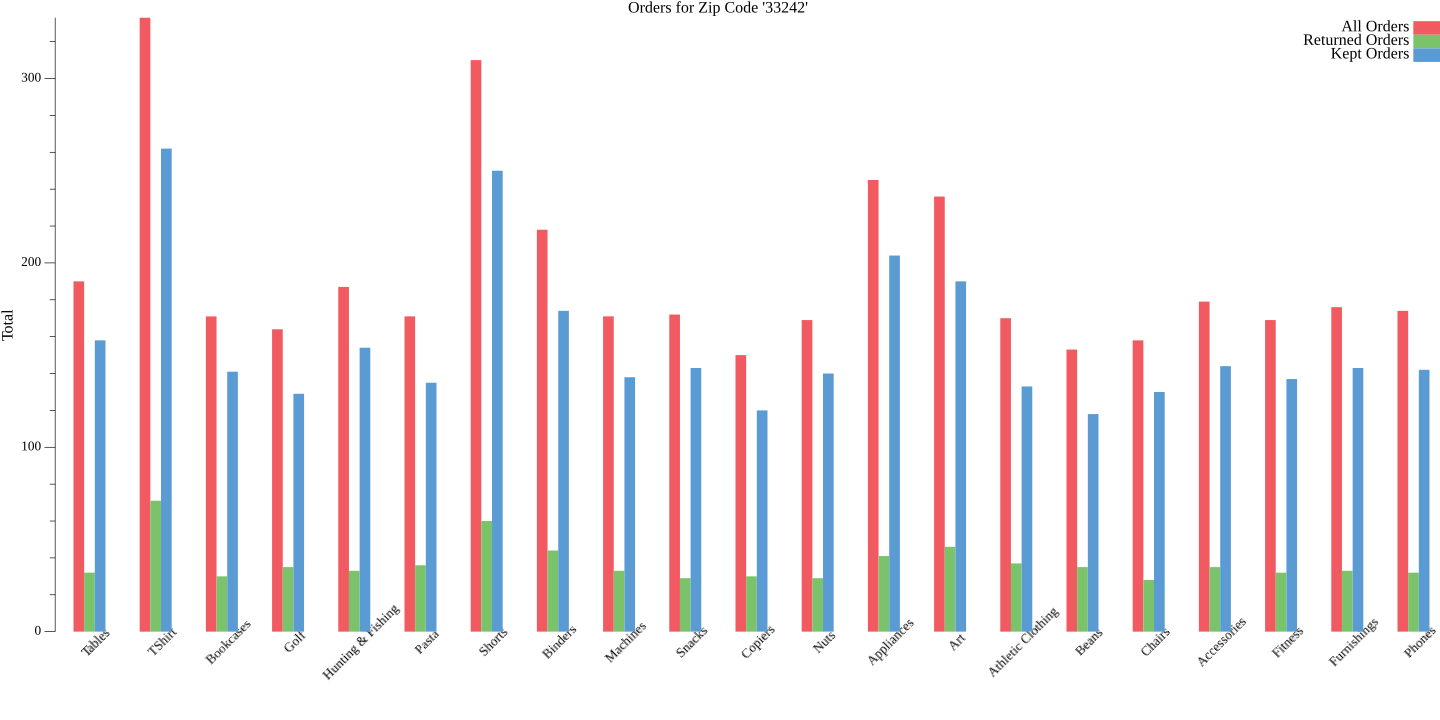 Orders for Zip Code '33242'
All Orders
Returned Orders
Kept Orders
Total
300
200
100
0
Tables
TShirt
Bookcases
Golf
Hunting & Fishing
Pasta
Shorts
Binders
Machines
Snacks
Copiers
Nuts
Appliances
Art
Athletic Clothing
Beans
Chairs
Accessories
Fitness
Furnishings
Phones